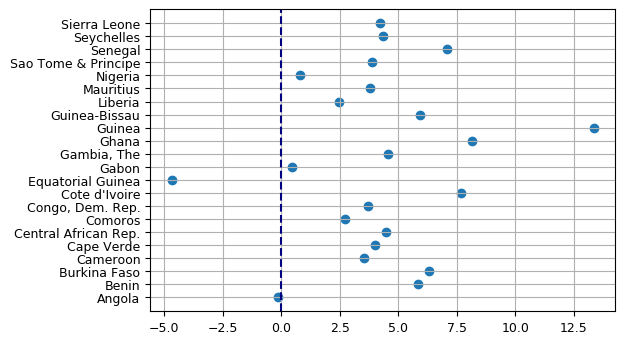 Sierra Leone
Seychelles
Senegal
Sao Tome & Principe
Nigeria
Mauritius
Liberia
Guinea-Bissau
Guinea
Ghana
Gambia, The
Gabon
Equatorial Guinea
Cote d'Ivoire
Congo, Dem. Rep.
Comoros
Central African Rep.
Cape Verde
Cameroon
Burkina Faso
Benin
Angola
−5.0 −2.5 0.0 2.5 5.0 7.5 10.0 12.5